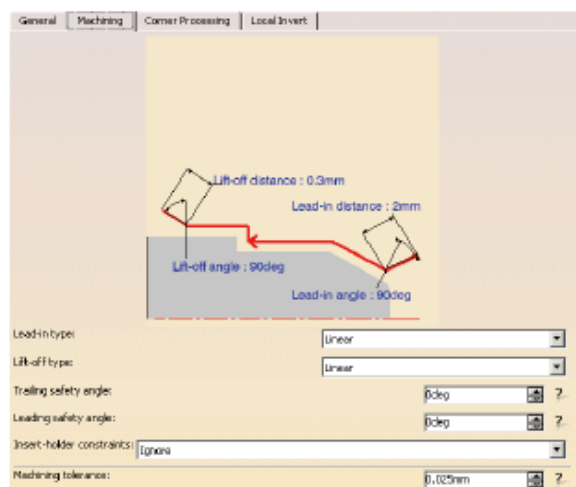 General Machining Corner Processing Local Invert
Lift-off distance : 0.3mm
Lead-in distance : 2mm
Lift-off angle : 90deg
Lead-in angle : 90deg
Lead-in type: Linear
Lift-off type: Linear
Trailing safety angle: 0deg ?
Leading safety angle: 0deg ?
Insert-holder constraints: Ignore
Machining tolerance: 0.025mm ?